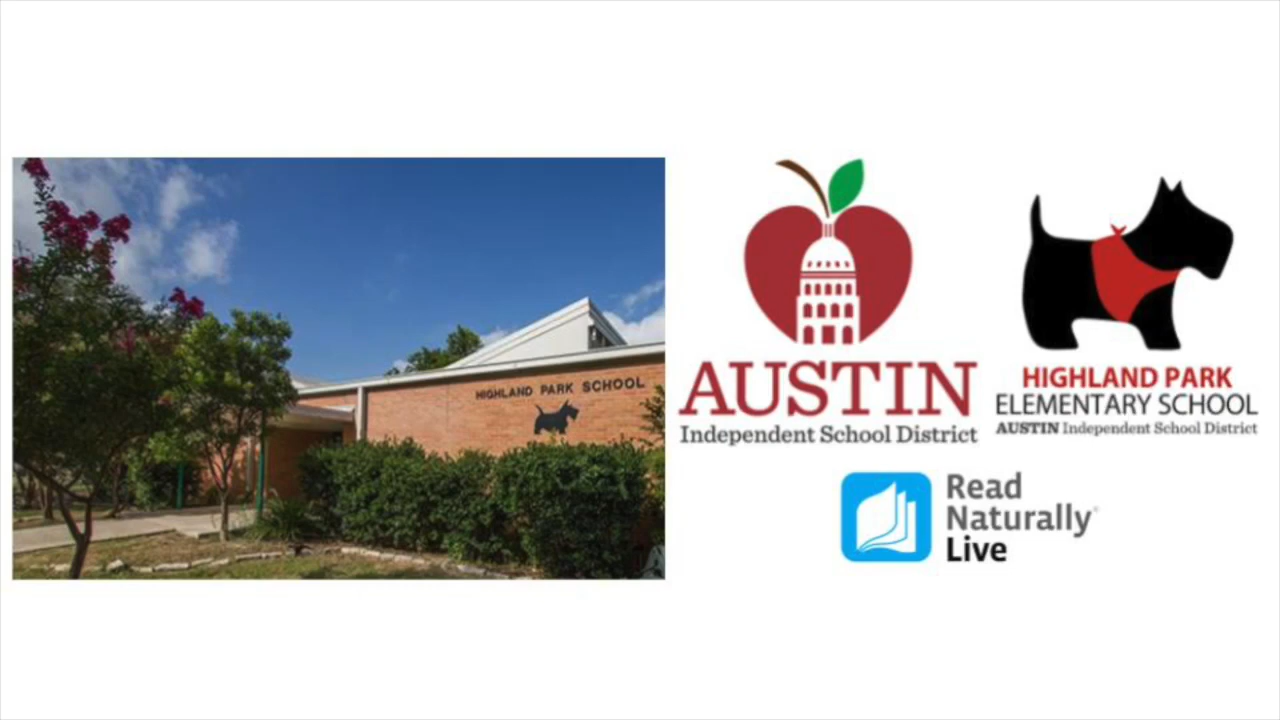 HIGHLAND PARK SCHOOL
AUSTIN
Independent School District
HIGHLAND PARK
ELEMENTARY SCHOOL
AUSTIN Independent School District
Read
Naturally®
Live